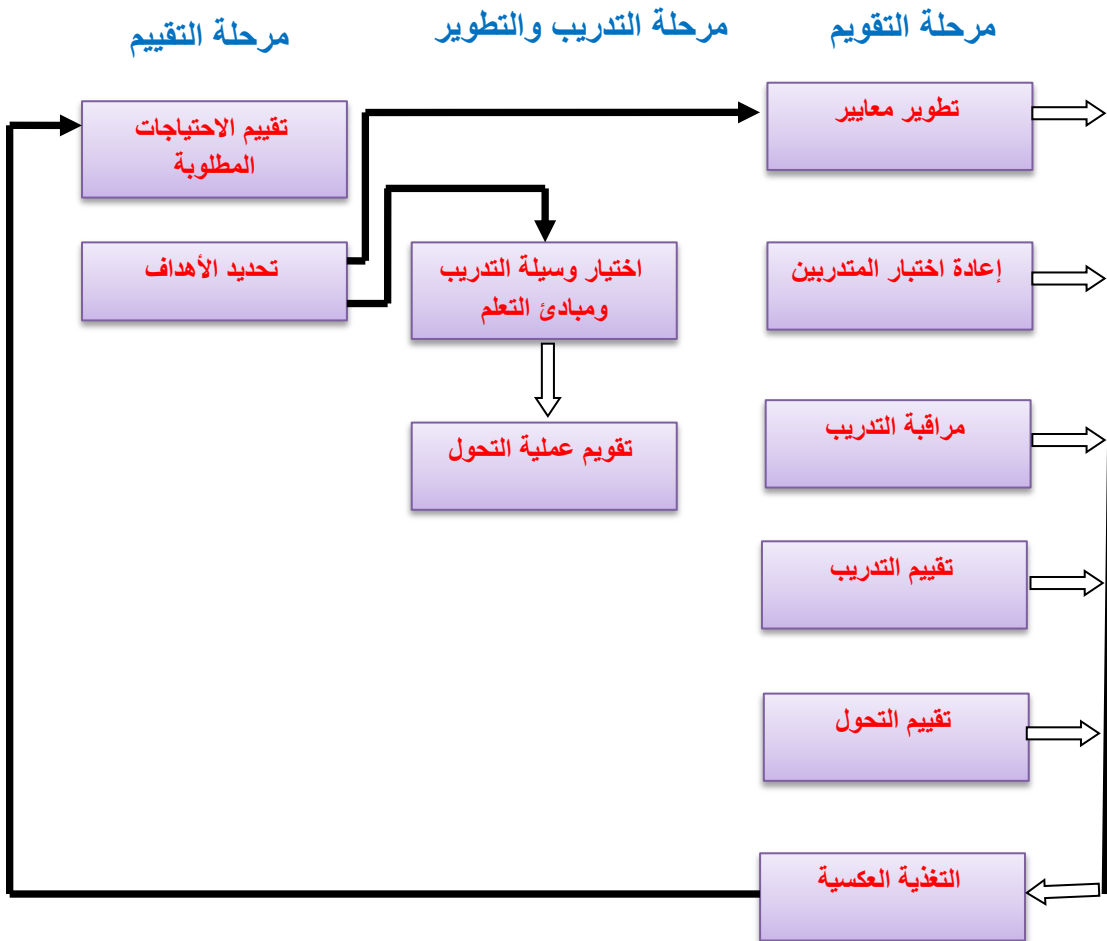 مرحلة التقويم
مرحلة التدريب والتطوير
مرحلة التقييم
تطوير معايير
تقييم الاحتياجات
المطلوبة
تحديد الأهداف
اختيار وسيلة التدريب
ومبادئ التعلم
إعادة اختبار المتدربين
تقويم عملية التحول
مراقبة التدريب
تقييم التدريب
تقييم التحول
التغذية العكسية